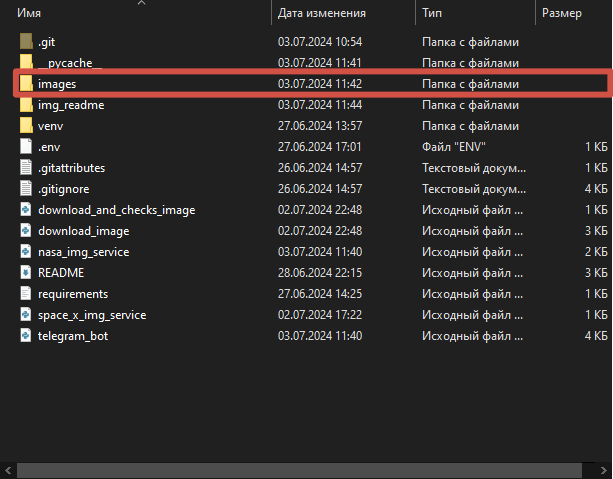 Имя Дата изменения Тип Размер
.git 03.07.2024 10:54 Папка с файлами
__pycache__ 03.07.2024 11:41 Папка с файлами
images 03.07.2024 11:42 Папка с файлами
img_readme 03.07.2024 11:44 Папка с файлами
venv 27.06.2024 13:57 Папка с файлами
.env 27.06.2024 17:01 Файл "ENV" 1 КБ
.gitattributes 26.06.2024 14:57 Текстовый докум... 1 КБ
.gitignore 26.06.2024 14:57 Текстовый докум... 4 КБ
download_and_checks_image 02.07.2024 22:48 Исходный файл ... 1 КБ
download_image 02.07.2024 22:48 Исходный файл ... 3 КБ
nasa_img_service 03.07.2024 11:40 Исходный файл ... 2 КБ
README 28.06.2024 22:15 Исходный файл ... 3 КБ
requirements 27.06.2024 14:25 Исходный файл ... 1 КБ
space_x_img_service 02.07.2024 17:22 Исходный файл ... 1 КБ
telegram_bot 03.07.2024 11:40 Исходный файл ... 4 КБ